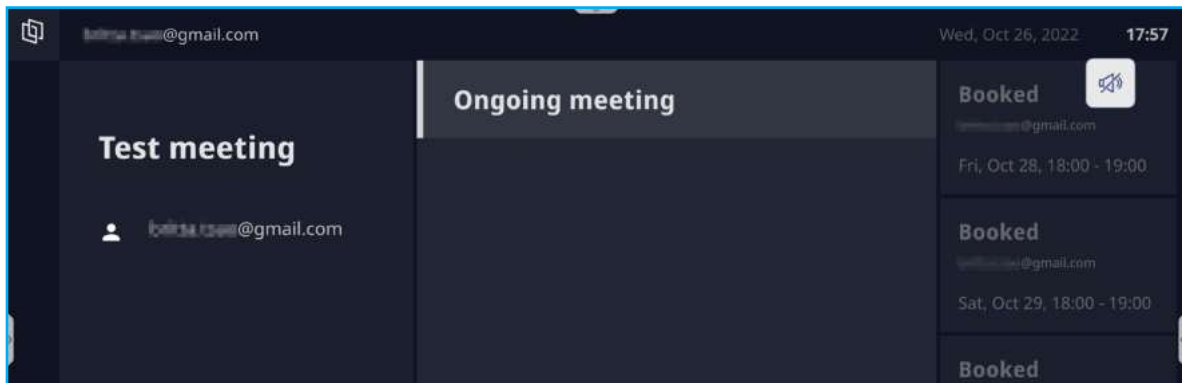 @gmail.com
Wed, Oct 26, 2022 17:57
Test meeting
@gmail.com
Ongoing meeting
Booked
@gmail.com
Fri, Oct 28, 18:00 - 19:00
Booked
@gmail.com
Sat, Oct 29, 18:00 - 19:00
Booked